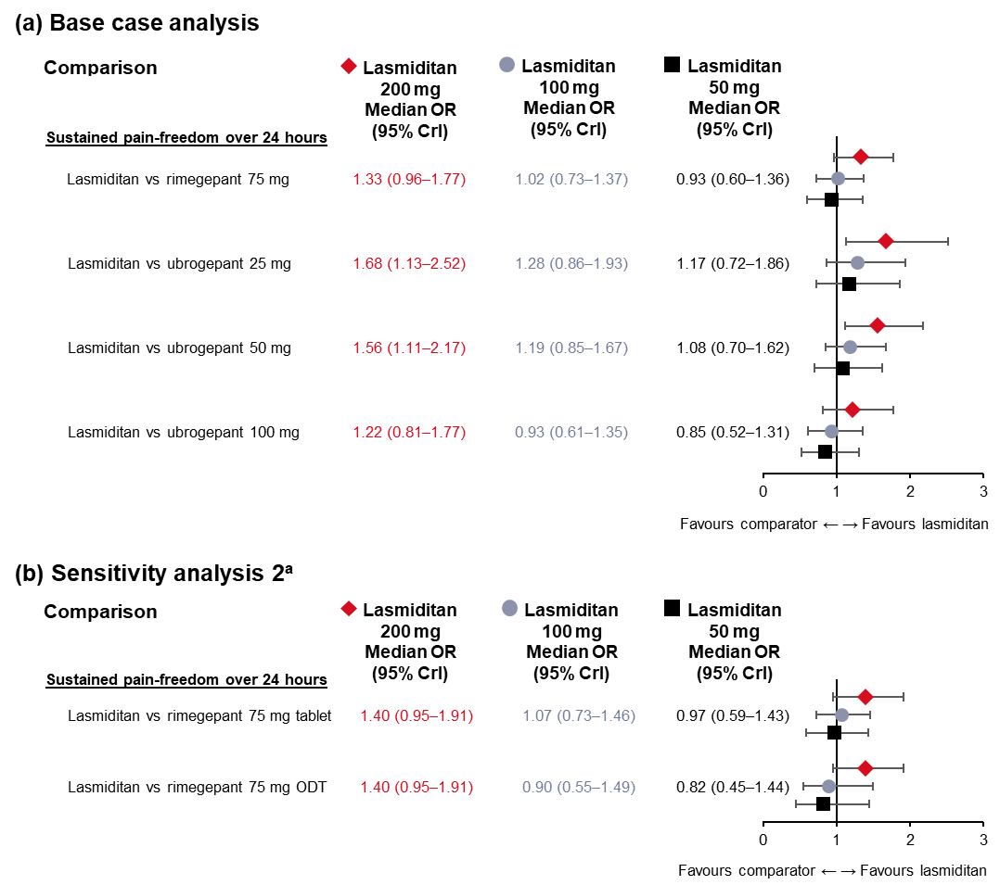 (a) Base case analysis
Comparison
Lasmiditan
200 mg
Median OR
(95% CrI)
Lasmiditan
100 mg
Median OR
(95% CrI)
Lasmiditan
50 mg
Median OR
(95% CrI)
Sustained pain-freedom over 24 hours
Lasmiditan vs rimegepant 75 mg 1.33 (0.96–1.77) 1.02 (0.73–1.37) 0.93 (0.60–1.36)
Lasmiditan vs ubrogepant 25 mg 1.68 (1.13–2.52) 1.28 (0.86–1.93) 1.17 (0.72–1.86)
Lasmiditan vs ubrogepant 50 mg 1.56 (1.11–2.17) 1.19 (0.85–1.67) 1.08 (0.70–1.62)
Lasmiditan vs ubrogepant 100 mg 1.22 (0.81–1.77) 0.93 (0.61–1.35) 0.85 (0.52–1.31)
0 1 2 3
Favours comparator ←→ Favours lasmiditan
(b) Sensitivity analysis 2ª
Comparison
Lasmiditan
200 mg
Median OR
(95% CrI)
Lasmiditan
100 mg
Median OR
(95% CrI)
Lasmiditan
50 mg
Median OR
(95% CrI)
Sustained pain-freedom over 24 hours
Lasmiditan vs rimegepant 75 mg tablet 1.40 (0.95–1.91) 1.07 (0.73–1.46) 0.97 (0.59–1.43)
Lasmiditan vs rimegepant 75 mg ODT 1.40 (0.95–1.91) 0.90 (0.55–1.49) 0.82 (0.45–1.44)
0 1 2 3
Favours comparator ←→ Favours lasmiditan